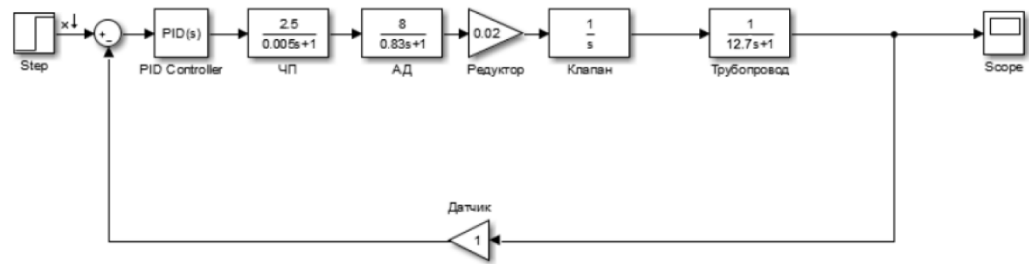 ×↓
+
−
PID(s)
2.5
0.005s+1
8
0.83s+1
0.02
1
s
1
12.7s+1
Step
PID Controller
ЧП
АД
Редуктор
Клапан
Трубопровод
Scope
Датчик
1